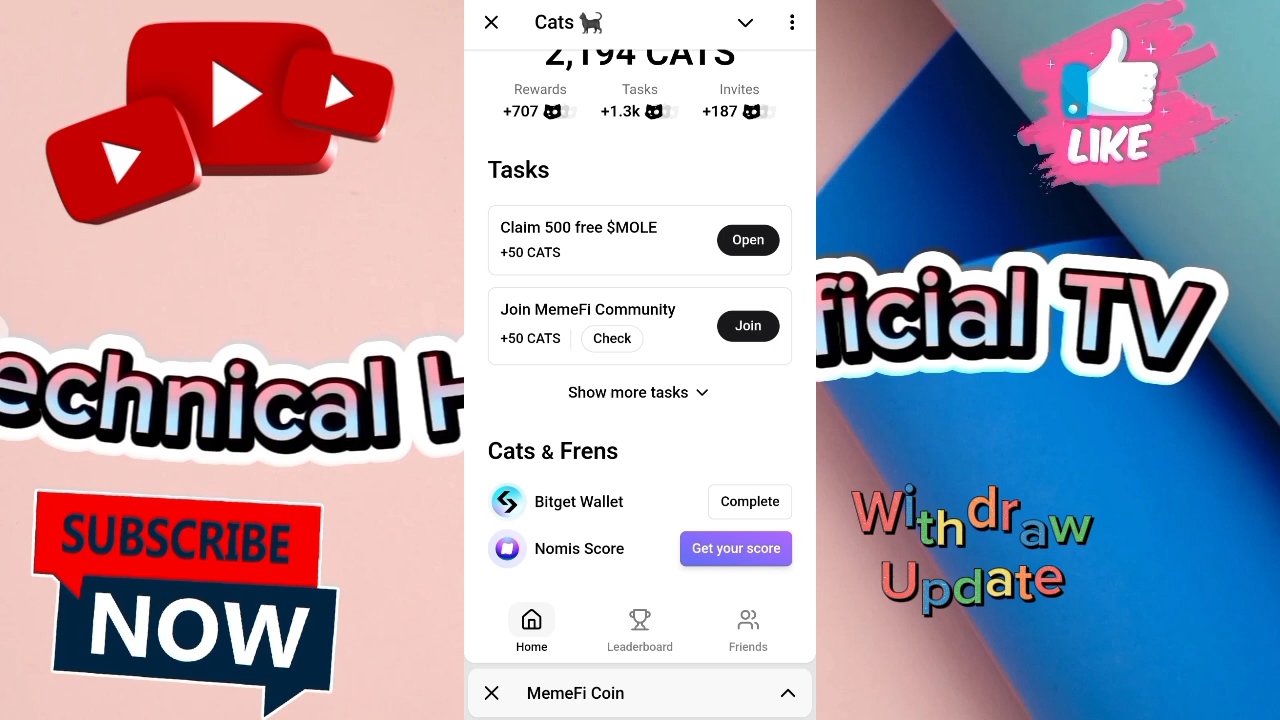 Cats 🐈‍⬛
2,194 CATS
Rewards Tasks Invites
+707 +1.3k +187
Tasks
Claim 500 free $MOLE
+50 CATS
Open
Join MemeFi Community
+50 CATS
Check
Join
Show more tasks
Cats & Frens
Bitget Wallet
Complete
Nomis Score
Get your score
Home Leaderboard Friends
MemeFi Coin
echnical H
SUBSCRIBE
NOW
LIKE
ficial TV
Withdraw
Update